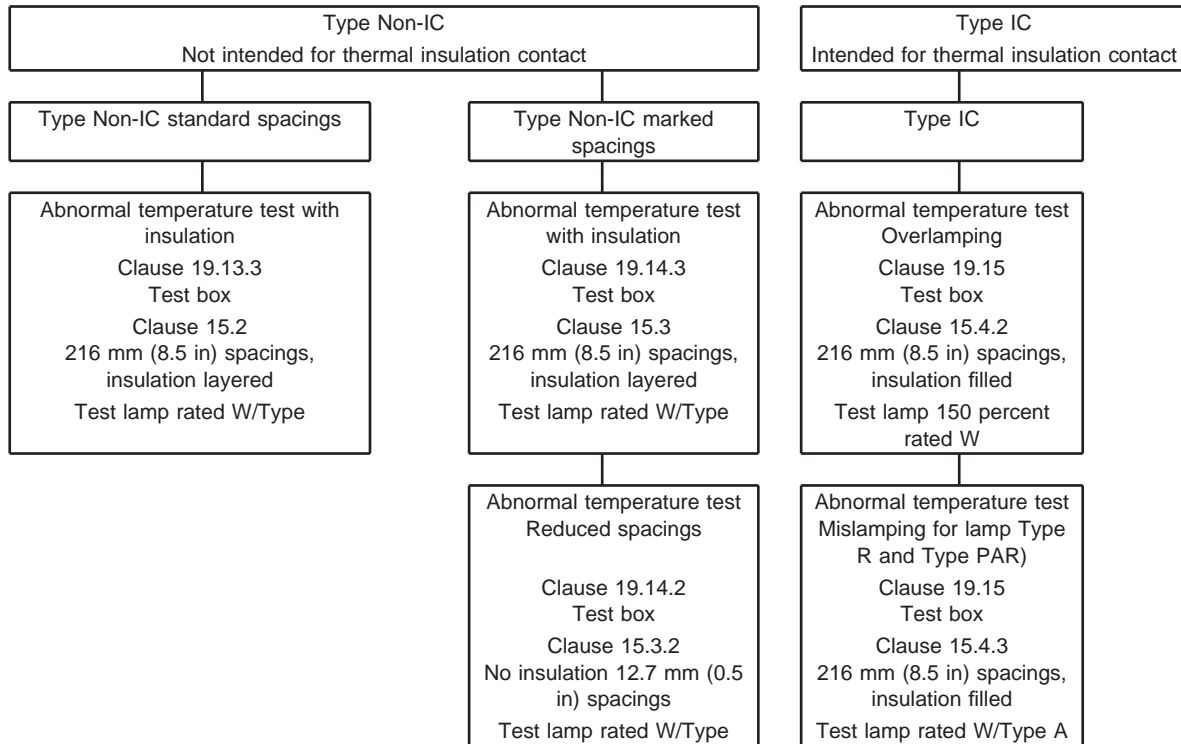 Type Non-IC
Not intended for thermal insulation contact
Type IC
Intended for thermal insulation contact
Type Non-IC standard spacings
Type Non-IC marked
spacings
Type IC
Abnormal temperature test with
insulation
Clause 19.13.3
Test box
Clause 15.2
216 mm (8.5 in) spacings,
insulation layered
Test lamp rated W/Type
Abnormal temperature test
with insulation
Clause 19.14.3
Test box
Clause 15.3
216 mm (8.5 in) spacings,
insulation layered
Test lamp rated W/Type
Abnormal temperature test
Overlamping
Clause 19.15
Test box
Clause 15.4.2
216 mm (8.5 in) spacings,
insulation filled
Test lamp 150 percent
rated W
Abnormal temperature test
Reduced spacings
Clause 19.14.2
Test box
Clause 15.3.2
No insulation 12.7 mm (0.5
in) spacings
Test lamp rated W/Type
Abnormal temperature test
Mislamping for lamp Type
R and Type PAR)
Clause 19.15
Test box
Clause 15.4.3
216 mm (8.5 in) spacings,
insulation filled
Test lamp rated W/Type A